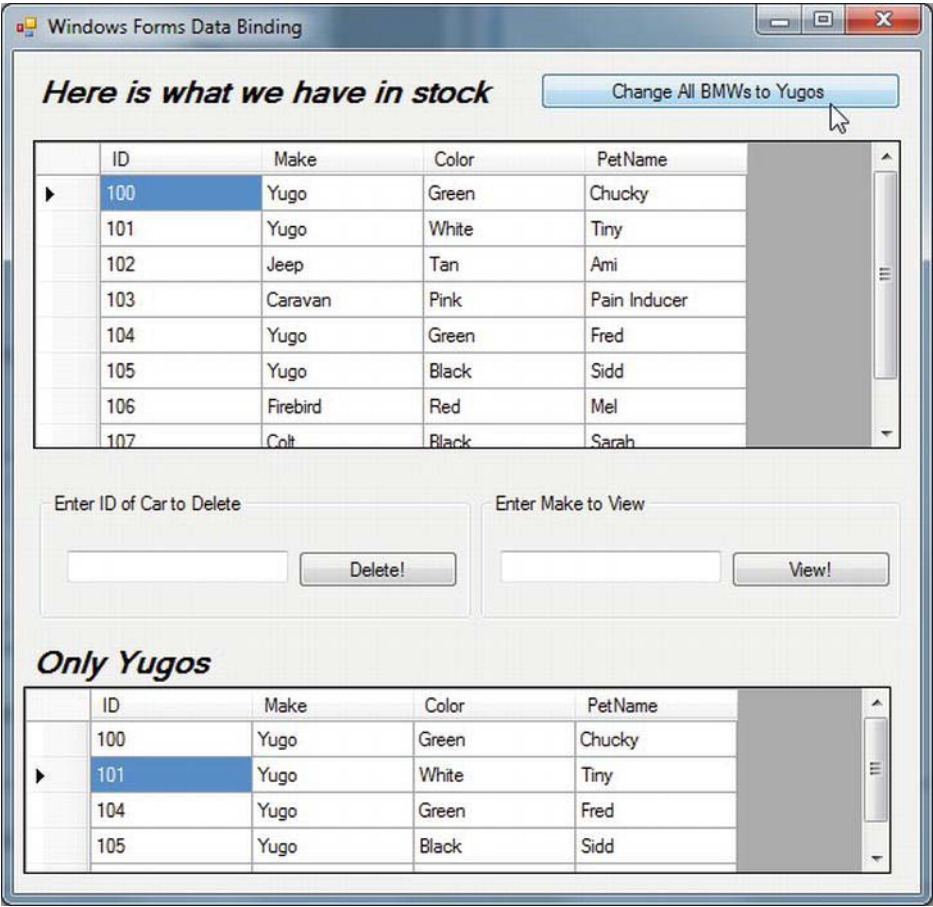 Windows Forms Data Binding
Here is what we have in stock
Change All BMWs to Yugos
ID Make Color PetName
100 Yugo Green Chucky
101 Yugo White Tiny
102 Jeep Tan Ami
103 Caravan Pink Pain Inducer
104 Yugo Green Fred
105 Yugo Black Sidd
106 Firebird Red Mel
107 Colt Black Sarah
Enter ID of Car to Delete
Enter Make to View
Delete!
View!
Only Yugos
ID Make Color PetName
100 Yugo Green Chucky
101 Yugo White Tiny
104 Yugo Green Fred
105 Yugo Black Sidd